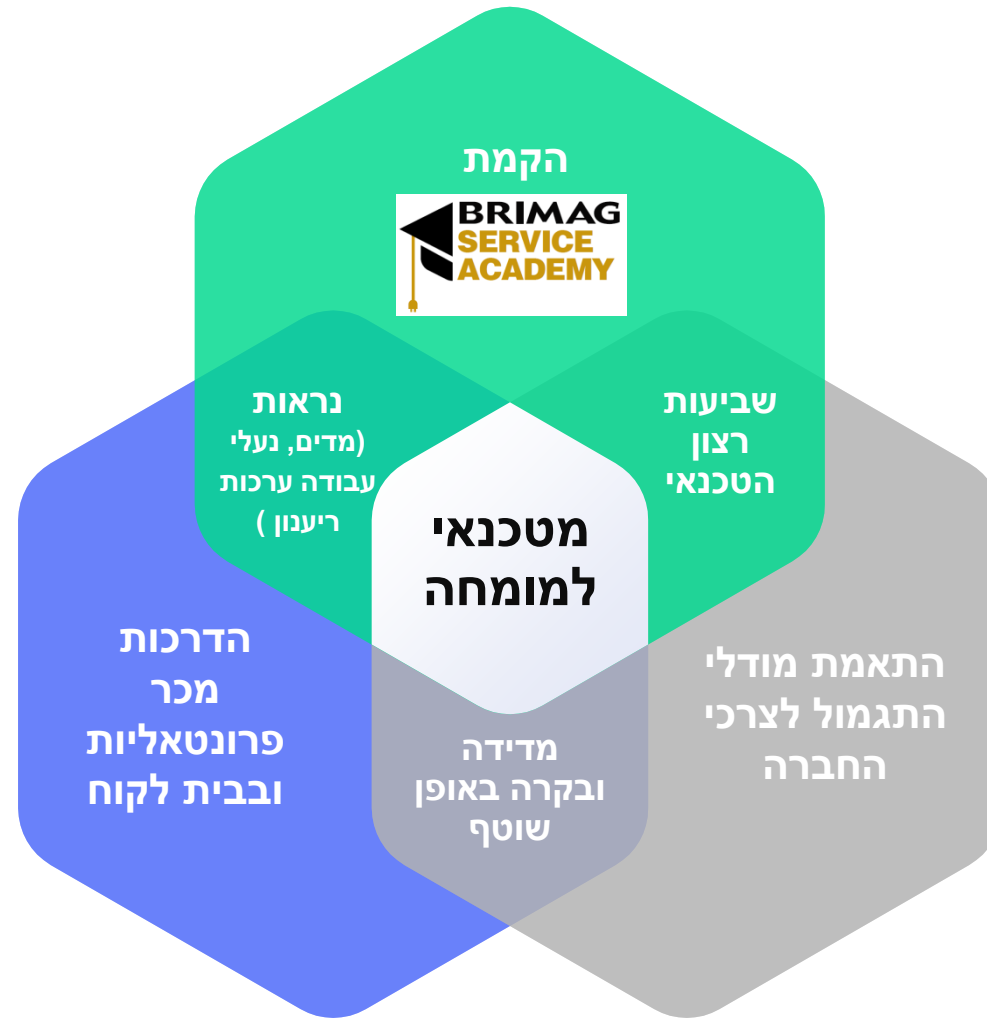 הקמת
BRIMAG
SERVICE
ACADEMY
שביעות
רצון
הטכנאי
נראות
(מדים, נעלי
עבודה ערכות
ריענון )
מטכנאי
למומחה
התאמת מודלי
התגמול לצרכי
החברה
הדרכות
מכר
פרונטאליות
ובבית לקוח
מדידה
ובקרה באופן
שוטף